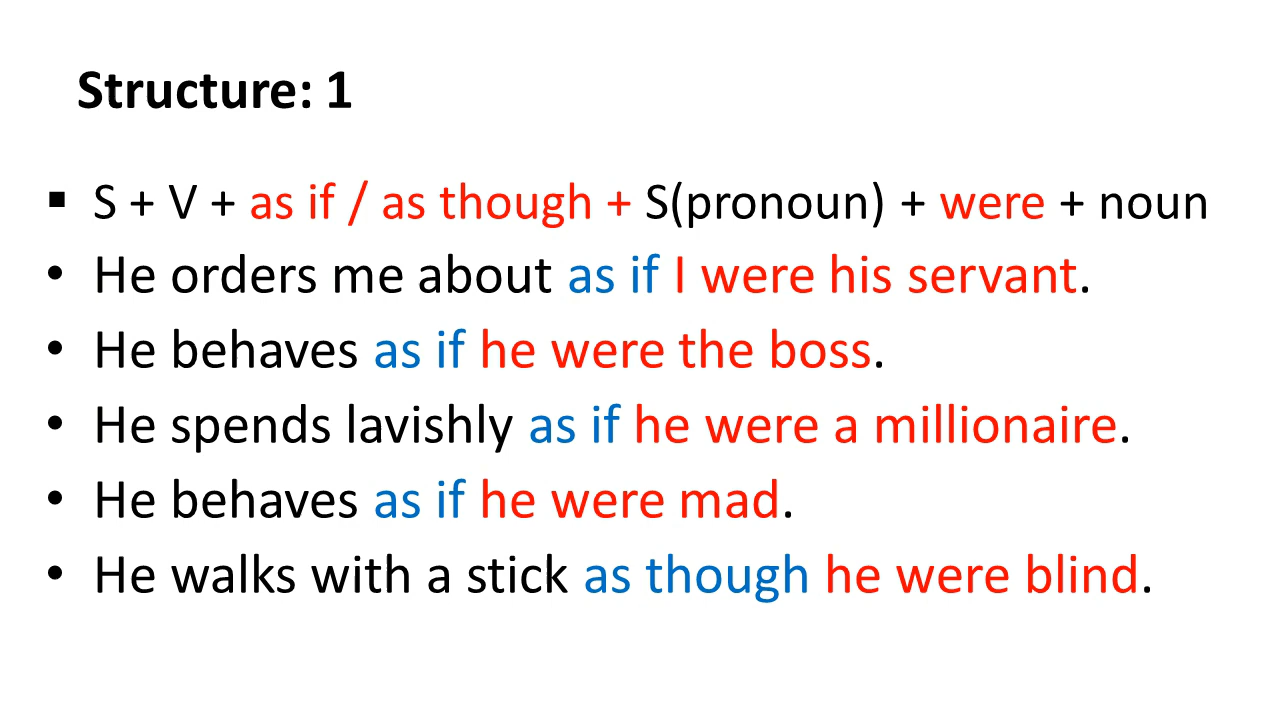 Structure: 1
▪ S + V + as if / as though + S(pronoun) + were + noun
• He orders me about as if I were his servant.
• He behaves as if he were the boss.
• He spends lavishly as if he were a millionaire.
• He behaves as if he were mad.
• He walks with a stick as though he were blind.